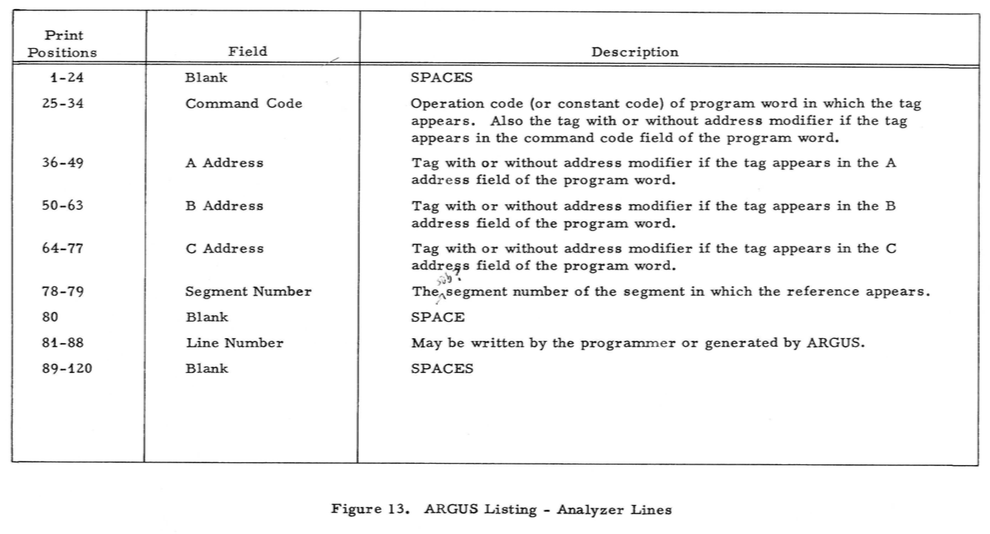 Print
Positions Field Description
1-24 Blank SPACES
25-34 Command Code Operation code (or constant code) of program word in which the tag
appears. Also the tag with or without address modifier if the tag
appears in the command code field of the program word.
36-49 A Address Tag with or without address modifier if the tag appears in the A
address field of the program word.
50-63 B Address Tag with or without address modifier if the tag appears in the B
address field of the program word.
64-77 C Address Tag with or without address modifier if the tag appears in the C
address field of the program word.
sub?
78-79 Segment Number The segment number of the segment in which the reference appears.
80 Blank SPACE
81-88 Line Number May be written by the programmer or generated by ARGUS.
89-120 Blank SPACES
Figure 13. ARGUS Listing - Analyzer Lines